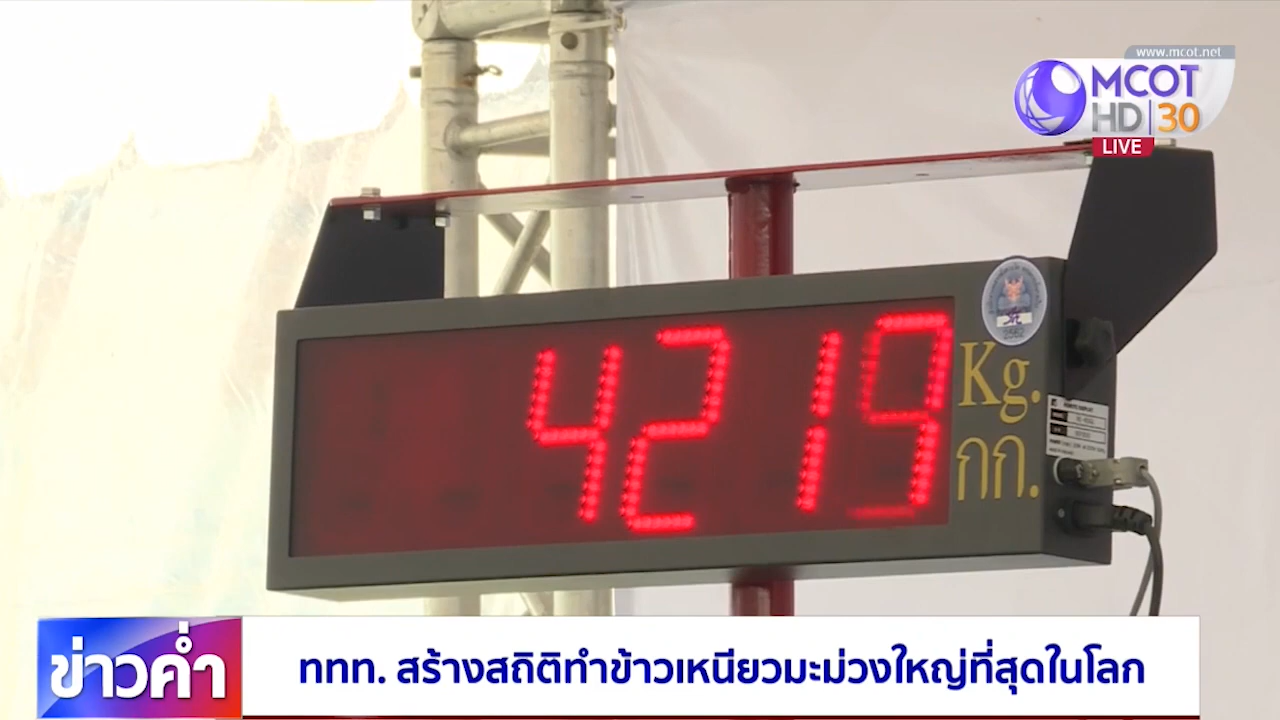 www.mcot.net
MCOT
HD 30
LIVE
4219
Kg.
กก.
2562
ข่าวค่ำ
ททท. สร้างสถิติทำข้าวเหนียวมะม่วงใหญ่ที่สุดในโลก